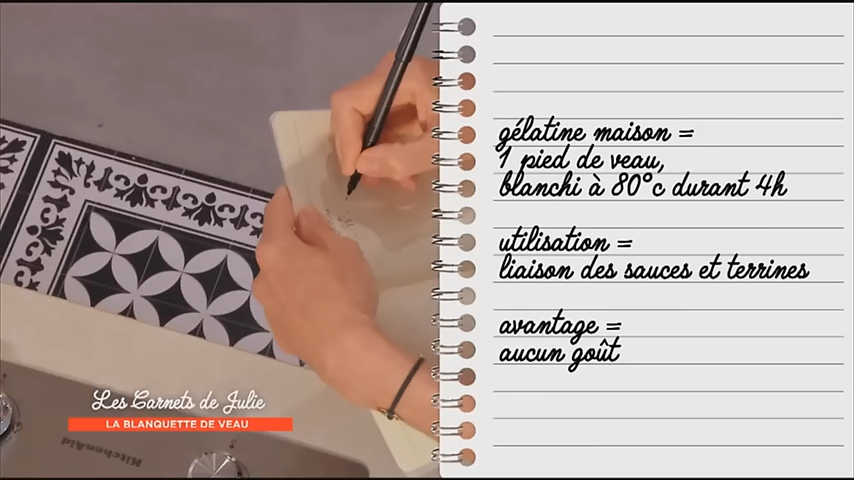 gélatine maison =
1 pied de veau,
blanchi à 80°c durant 4h
utilisation =
liaison des sauces et terrines
avantage =
aucun goût
Les Carnets de Julie
LA BLANQUETTE DE VEAU
KitchenAid